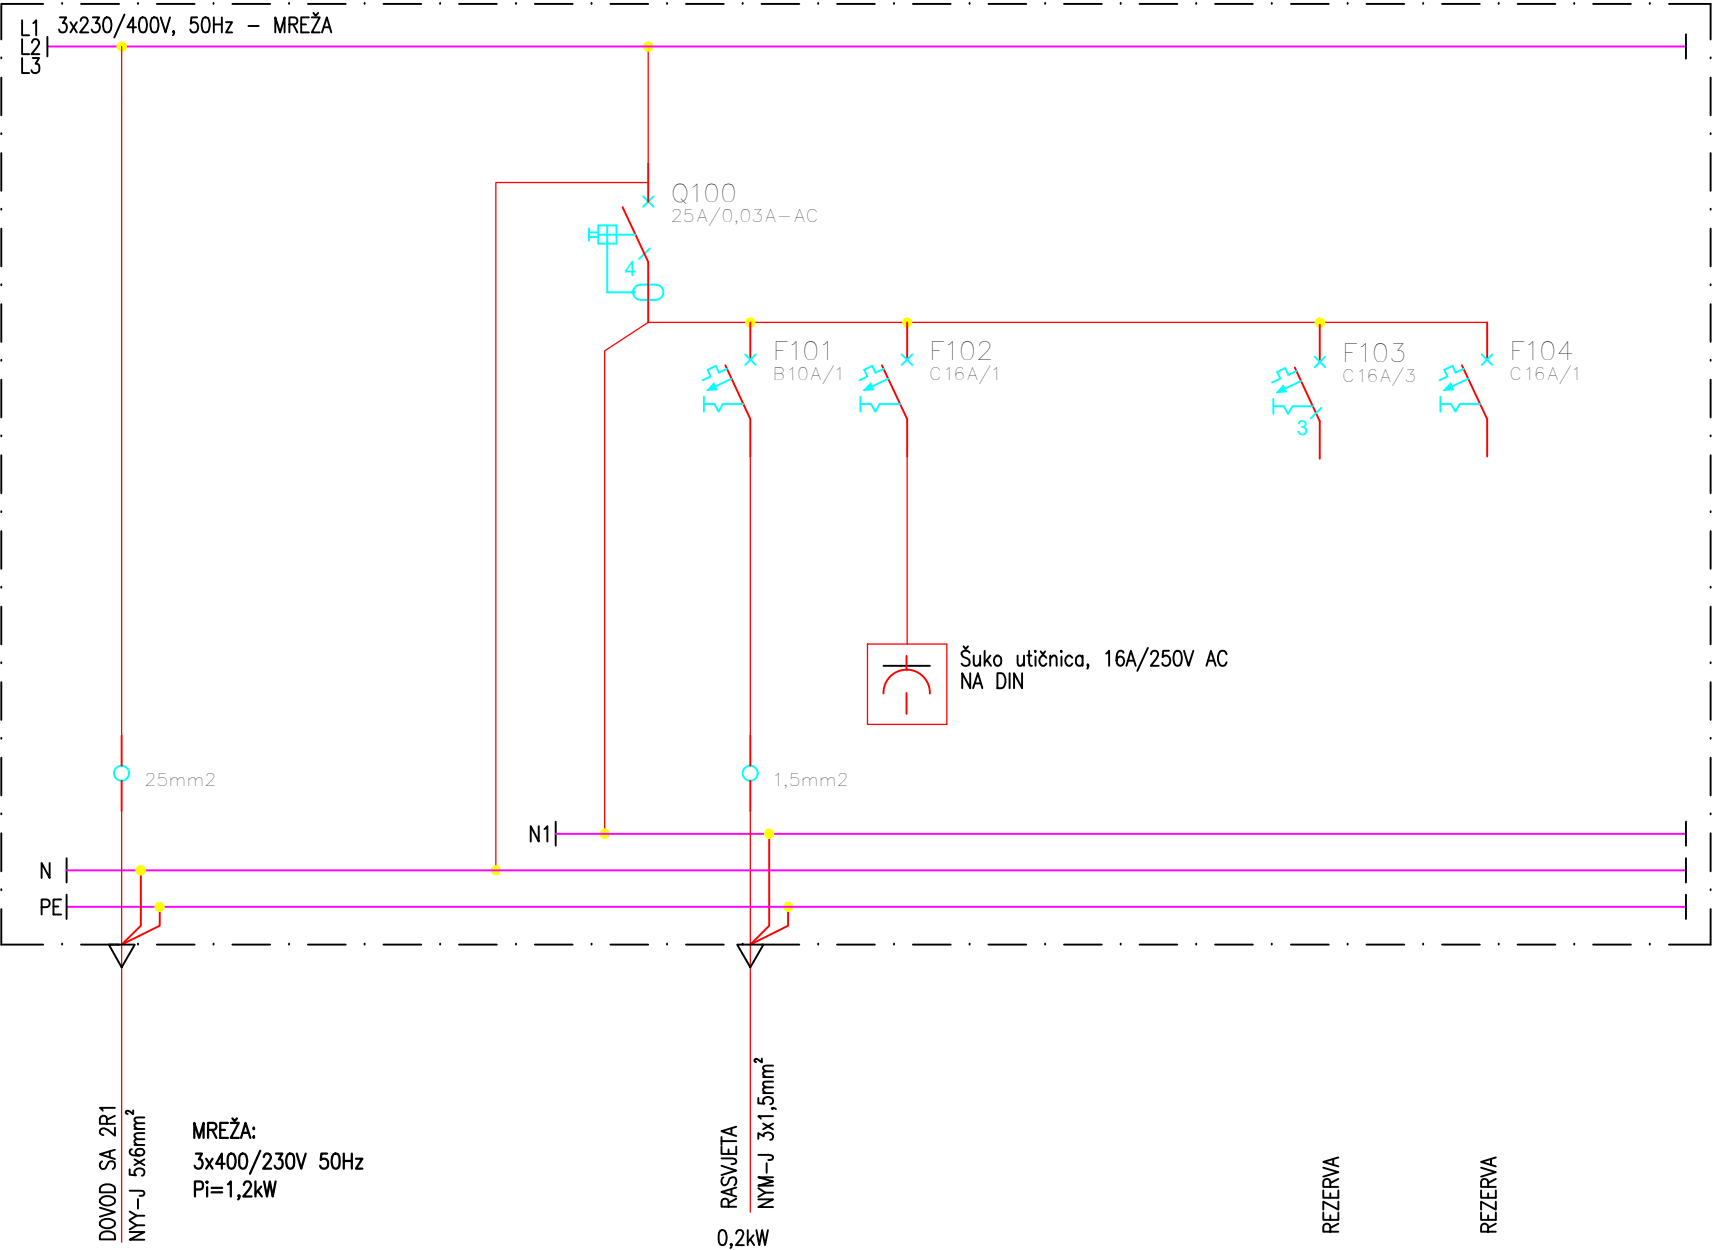 L1
3x230/400V, 50Hz – MREŽA
L2
L3
Q100
25A/0,03A–AC
4
F101
B10A/1
F102
C16A/1
F103
C16A/3
3
F104
C16A/1
Šuko utičnica, 16A/250V AC
NA DIN
25mm2
1,5mm2
N1
N
PE
DOVOD SA 2R1
NYY–J 5x6mm²
MREŽA:
3x400/230V 50Hz
Pi=1,2kW
RASVJETA
NYM–J 3x1,5mm²
0,2kW
REZERVA
REZERVA